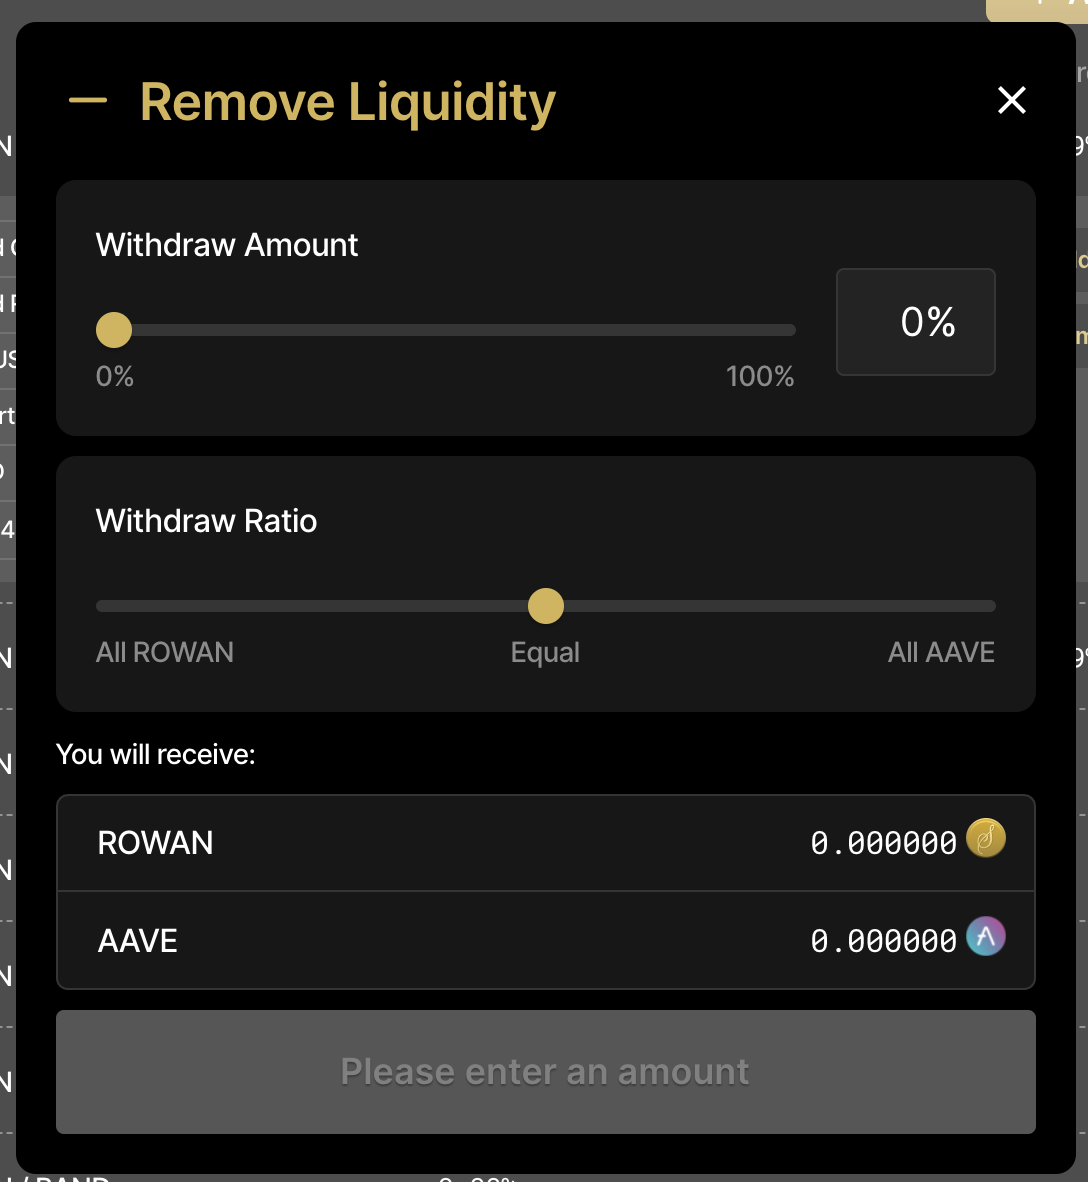 Remove Liquidity
Withdraw Amount
0%
0%
100%
Withdraw Ratio
All ROWAN
Equal
All AAVE
You will receive:
ROWAN
0.000000
AAVE
0.000000
Please enter an amount